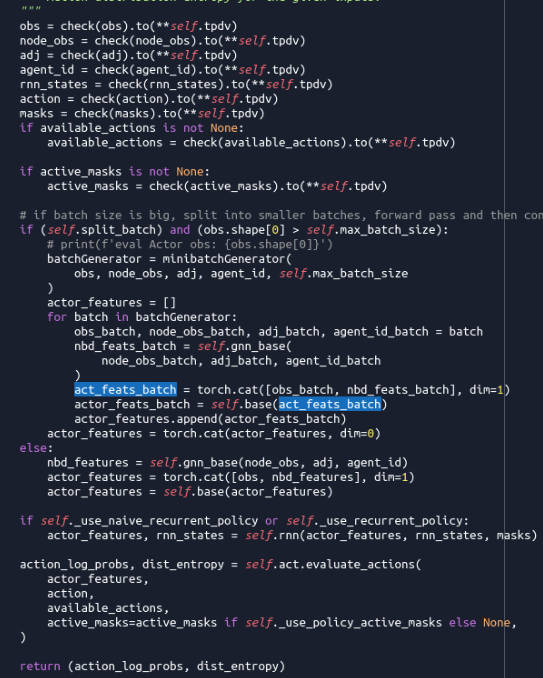 Action distribution entropy for the given inputs.
"""
obs = check(obs).to(**self.tpdv)
node_obs = check(node_obs).to(**self.tpdv)
adj = check(adj).to(**self.tpdv)
agent_id = check(agent_id).to(**self.tpdv)
rnn_states = check(rnn_states).to(**self.tpdv)
action = check(action).to(**self.tpdv)
masks = check(masks).to(**self.tpdv)
if available_actions is not None:
    available_actions = check(available_actions).to(**self.tpdv)

if active_masks is not None:
    active_masks = check(active_masks).to(**self.tpdv)

# if batch size is big, split into smaller batches, forward pass and then con
if (self.split_batch) and (obs.shape[0] > self.max_batch_size):
    # print(f'eval Actor obs: {obs.shape[0]}')
    batchGenerator = minibatchGenerator(
        obs, node_obs, adj, agent_id, self.max_batch_size
    )
    actor_features = []
    for batch in batchGenerator:
        obs_batch, node_obs_batch, adj_batch, agent_id_batch = batch
        nbd_feats_batch = self.gnn_base(
            node_obs_batch, adj_batch, agent_id_batch
        )
        act_feats_batch = torch.cat([obs_batch, nbd_feats_batch], dim=1)
        actor_feats_batch = self.base(act_feats_batch)
        actor_features.append(actor_feats_batch)
    actor_features = torch.cat(actor_features, dim=0)
else:
    nbd_features = self.gnn_base(node_obs, adj, agent_id)
    actor_features = torch.cat([obs, nbd_features], dim=1)
    actor_features = self.base(actor_features)

if self._use_naive_recurrent_policy or self._use_recurrent_policy:
    actor_features, rnn_states = self.rnn(actor_features, rnn_states, masks)

action_log_probs, dist_entropy = self.act.evaluate_actions(
    actor_features,
    action,
    available_actions,
    active_masks=active_masks if self._use_policy_active_masks else None,
)

return (action_log_probs, dist_entropy)